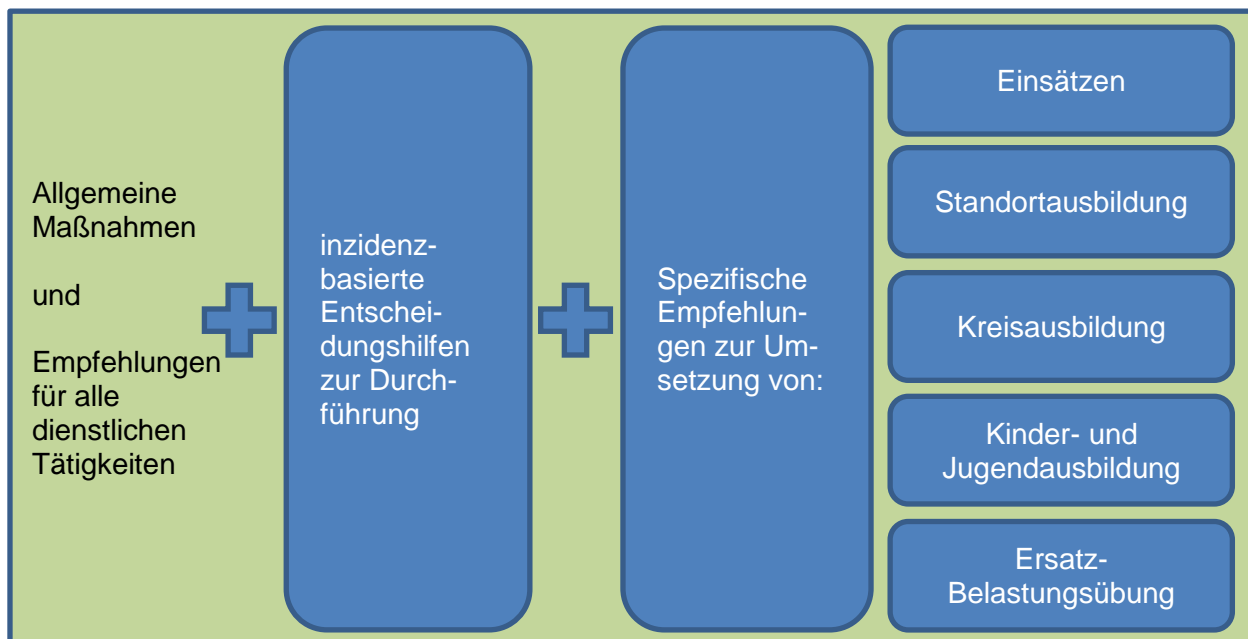 Allgemeine
Maßnahmen
und
Empfehlungen
für alle
dienstlichen
Tätigkeiten
inzidenz-
basierte
Entschei-
dungshilfen
zur Durch-
führung
Spezifische
Empfehlun-
gen zur Um-
setzung von:
Einsätzen
Standortausbildung
Kreisausbildung
Kinder- und
Jugendausbildung
Ersatz-
Belastungsübung